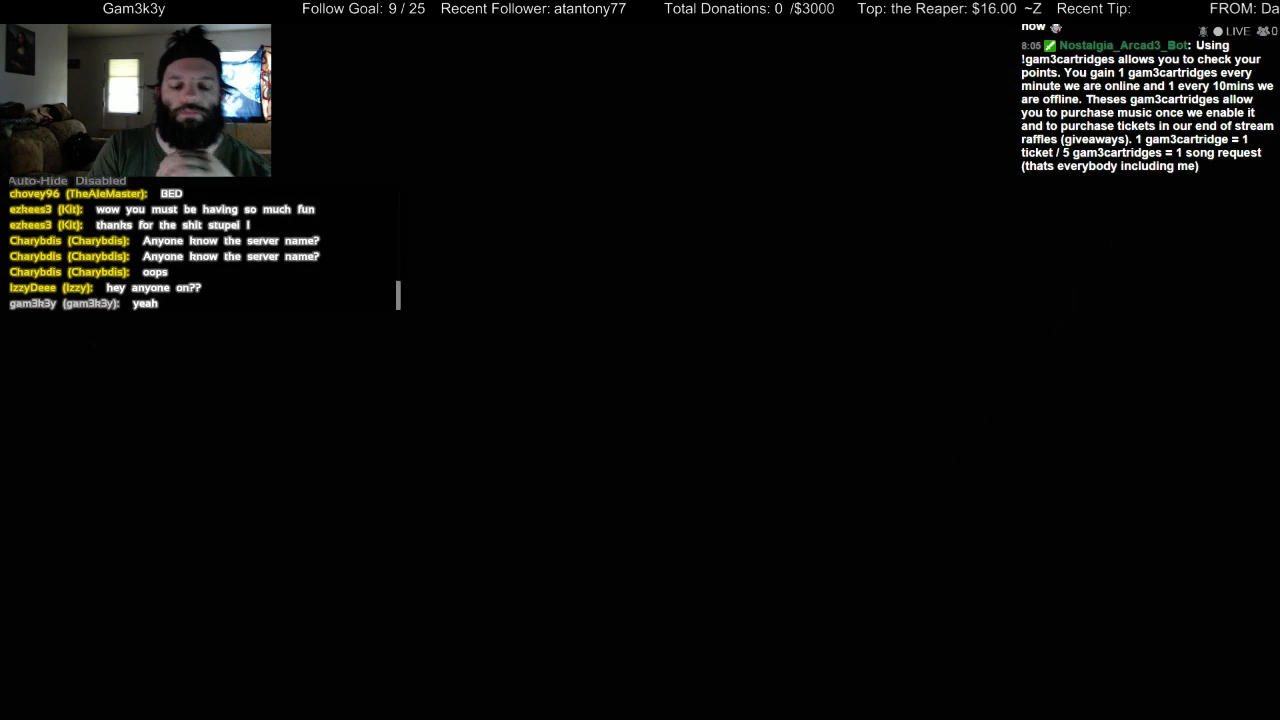 Gam3k3y Follow Goal: 9 / 25 Recent Follower: atantony77 Total Donations: 0 /$3000 Top: the Reaper: $16.00 ~Z Recent Tip: FROM: Da
now
LIVE 0
8:05 Nostalgia_Arcad3_Bot: Using
!gam3cartridges allows you to check your
points. You gain 1 gam3cartridges every
minute we are online and 1 every 10mins we
are offline. Theses gam3cartridges allow
you to purchase music once we enable it
and to purchase tickets in our end of stream
raffles (giveaways). 1 gam3cartridge = 1
ticket / 5 gam3cartridges = 1 song request
(thats everybody including me)
Auto-Hide Disabled
chovey96 (TheAleMaster): BED
ezkees3 (Kit): wow you must be having so much fun
ezkees3 (Kit): thanks for the shit stupei !
Charybdis (Charybdis): Anyone know the server name?
Charybdis (Charybdis): Anyone know the server name?
Charybdis (Charybdis): oops
IzzyDeee (Izzy): hey anyone on??
gam3k3y (gam3k3y): yeah